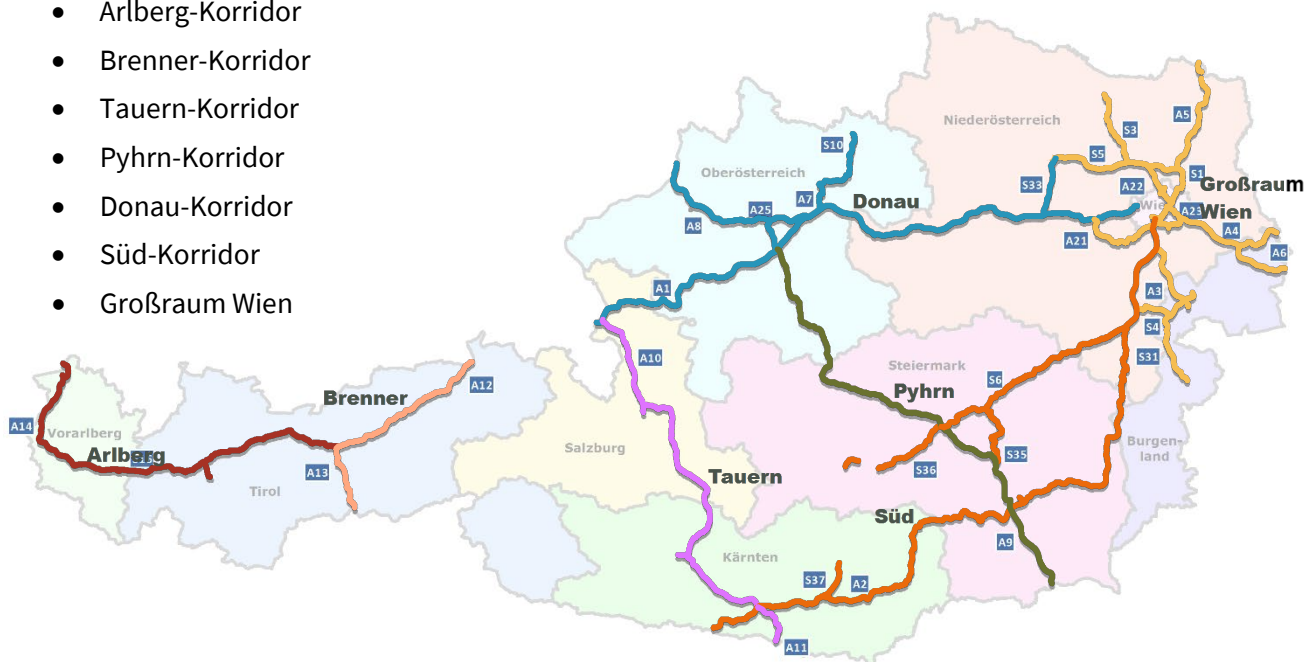 • Arlberg-Korridor
• Brenner-Korridor
• Tauern-Korridor
• Pyhrn-Korridor
• Donau-Korridor
• Süd-Korridor
• Großraum Wien
Niederösterreich
A5
S3
S10
Oberösterreich
S5
S1
S33
A22
Großraum
Wien
A7
Donau
A25
A23
A8
A21
A4
A6
A1
A3
S4
S31
A10
Steiermark
S6
A12
Brenner
Pyhrn
A14
Vorarlberg
Arlberg
Salzburg
Burgen-
land
S35
S36
A13
Tirol
Tauern
Süd
A9
Kärnten
S37
A2
A11